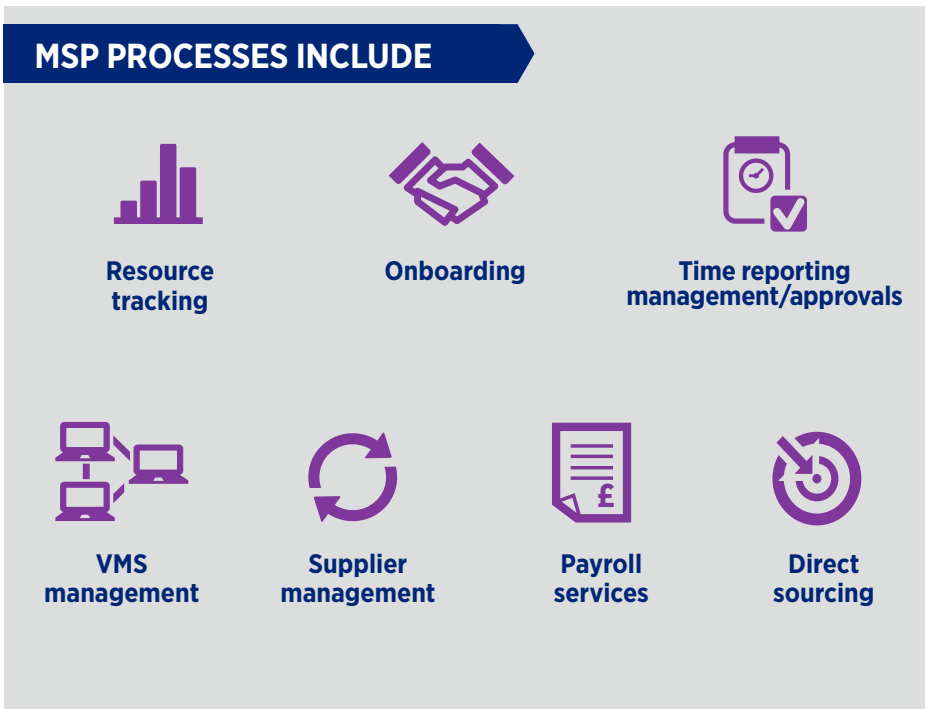 MSP PROCESSES INCLUDE
Resource
tracking
Onboarding
Time reporting
management/approvals
£
VMS
management
Supplier
management
Payroll
services
Direct
sourcing